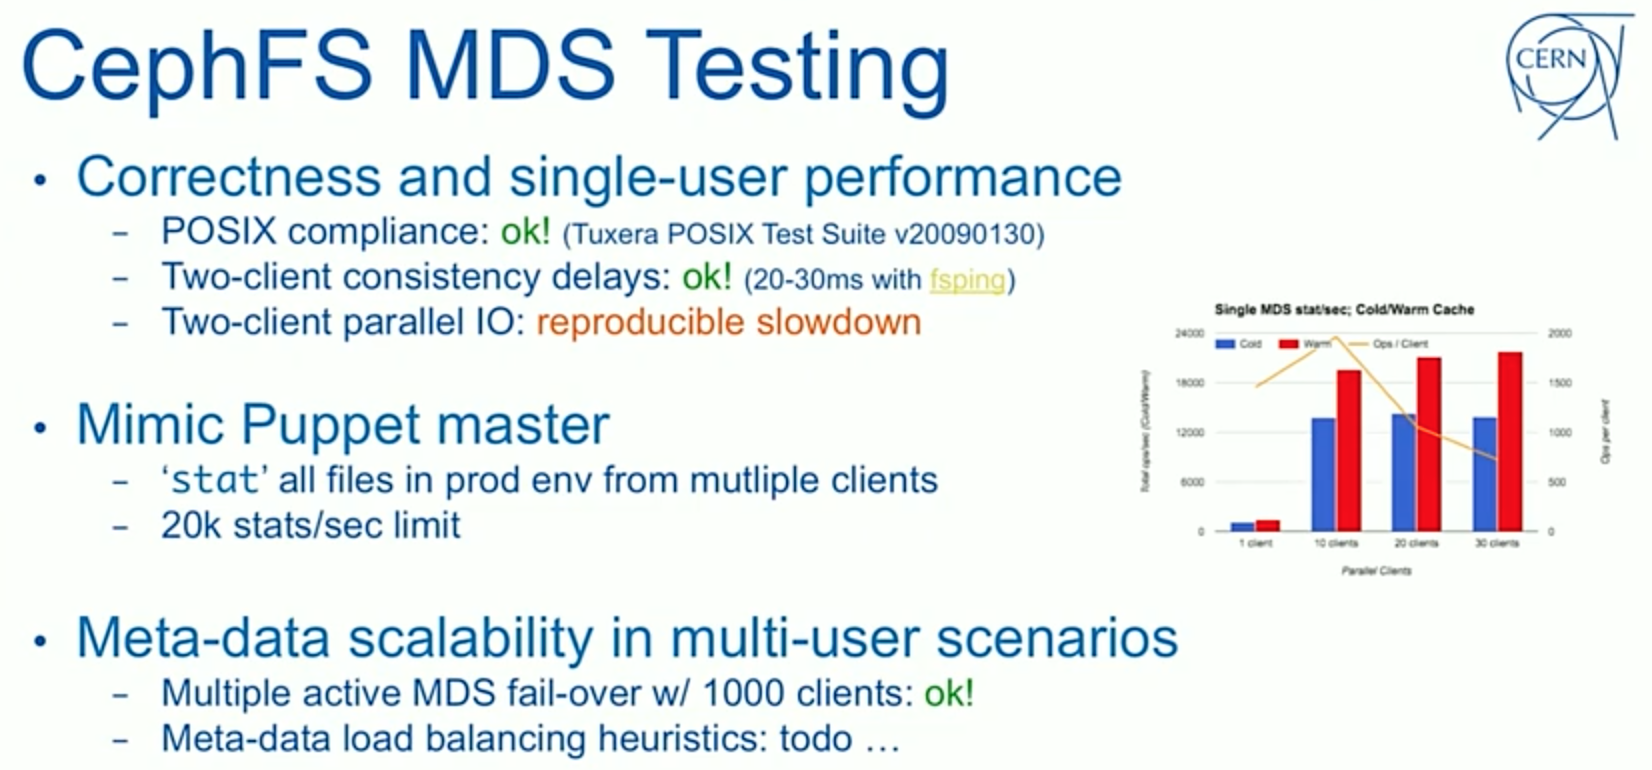 CephFS MDS Testing
CERN
• Correctness and single-user performance
– POSIX compliance: ok! (Tuxera POSIX Test Suite v20090130)
– Two-client consistency delays: ok! (20-30ms with fsping)
– Two-client parallel IO: reproducible slowdown
• Mimic Puppet master
– ‘stat’ all files in prod env from mutliple clients
– 20k stats/sec limit
• Meta-data scalability in multi-user scenarios
– Multiple active MDS fail-over w/ 1000 clients: ok!
– Meta-data load balancing heuristics: todo …
Single MDS stat/sec; Cold/Warm Cache
Cold Warm Ops / Client
24000 2000
18000 1500
12000 1000
6000 500
0 0
1 client 10 clients 20 clients 30 clients
Parallel Clients
Total ops/sec (Cold/Warm)
Ops per client